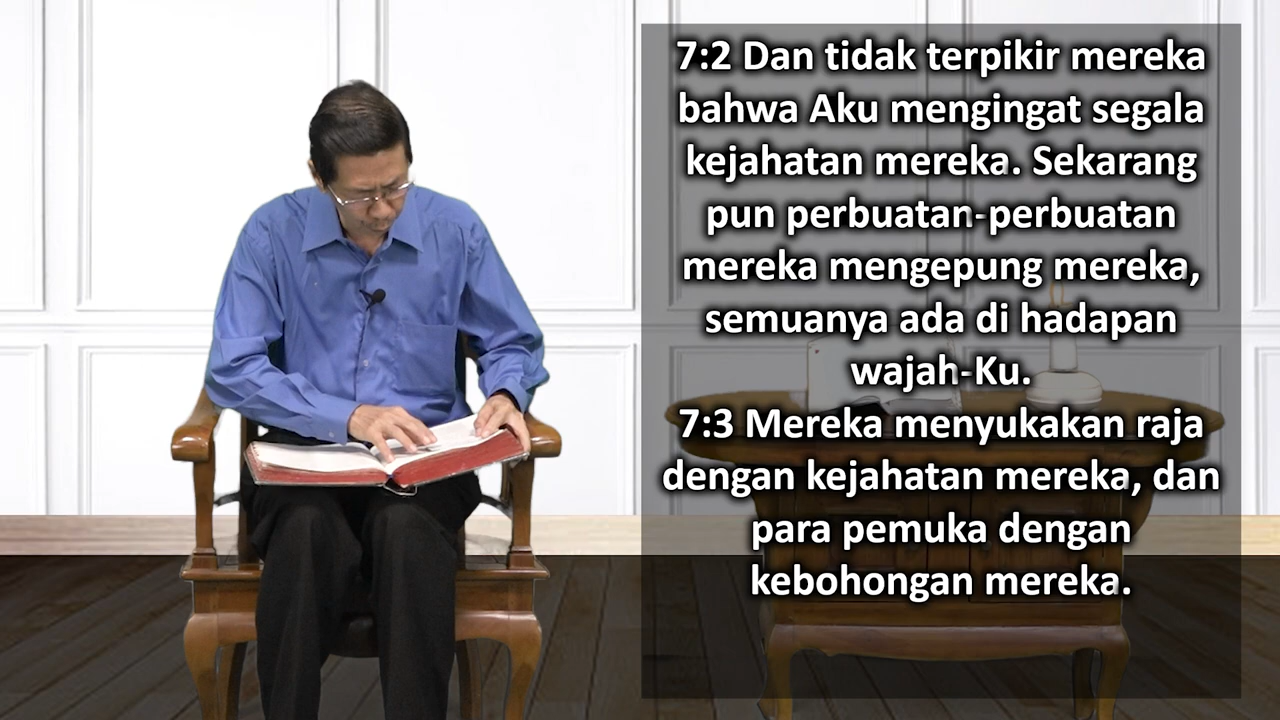 7:2 Dan tidak terpikir mereka
bahwa Aku mengingat segala
kejahatan mereka. Sekarang
pun perbuatan-perbuatan
mereka mengepung mereka,
semuanya ada di hadapan
wajah-Ku.
7:3 Mereka menyukakan raja
dengan kejahatan mereka, dan
para pemuka dengan
kebohongan mereka.